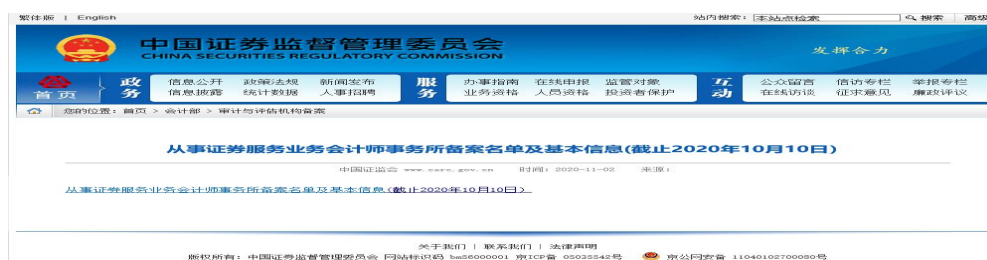 繁体版 | English 站内搜索: 本站点检索 搜索 高级
中国证券监督管理委员会
CHINA SECURITIES REGULATORY COMMISSION
发挥合力
首页 政务 信息公开 政策法规 新闻发布 服务 办事指南 在线申报 监管对象 互动 公众留言 信访专栏 举报专栏
信息披露 统计数据 人事招聘 业务资格 人员资格 投资者保护 在线访谈 征求意见 廉政评议
您的位置: 首页 > 会计部 > 审计与评估机构备案
从事证券服务业务会计师事务所备案名单及基本信息(截止2020年10月10日)
中国证监会 www.csrc.gov.cn 时间: 2020-11-02 来源:
从事证券服务业务会计师事务所备案名单及基本信息(截止2020年10月10日)
关于我们 | 联系我们 | 法律声明
版权所有: 中国证券监督管理委员会 网站标识码 bm56000001 京ICP备 05035542号 京公网安备 11040102700080号